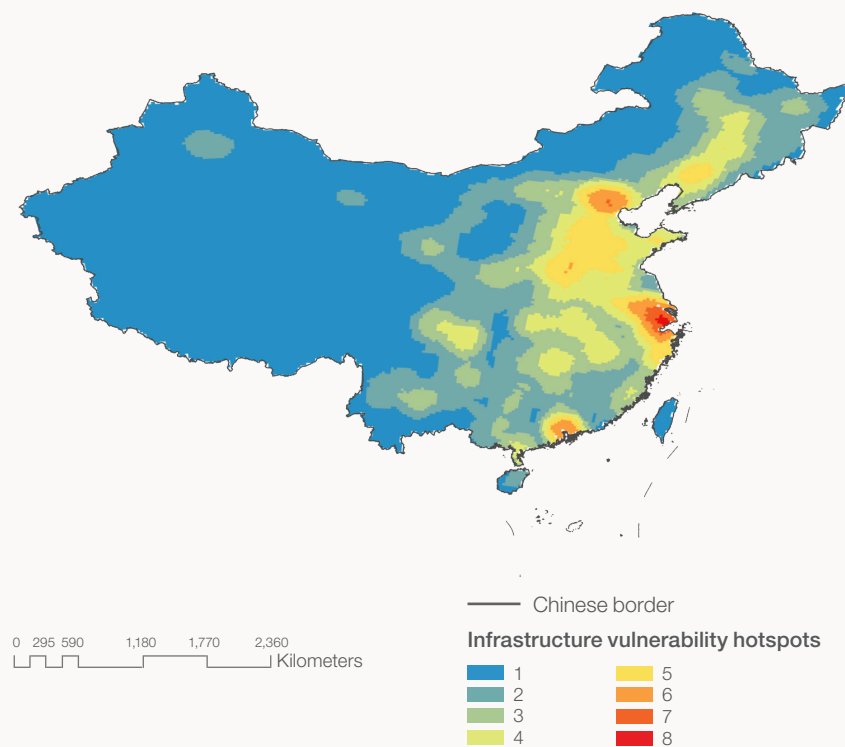 Chinese border
0 295 590 1,180 1,770 2,360
Kilometers
Infrastructure vulnerability hotspots
1 5
2 6
3 7
4 8